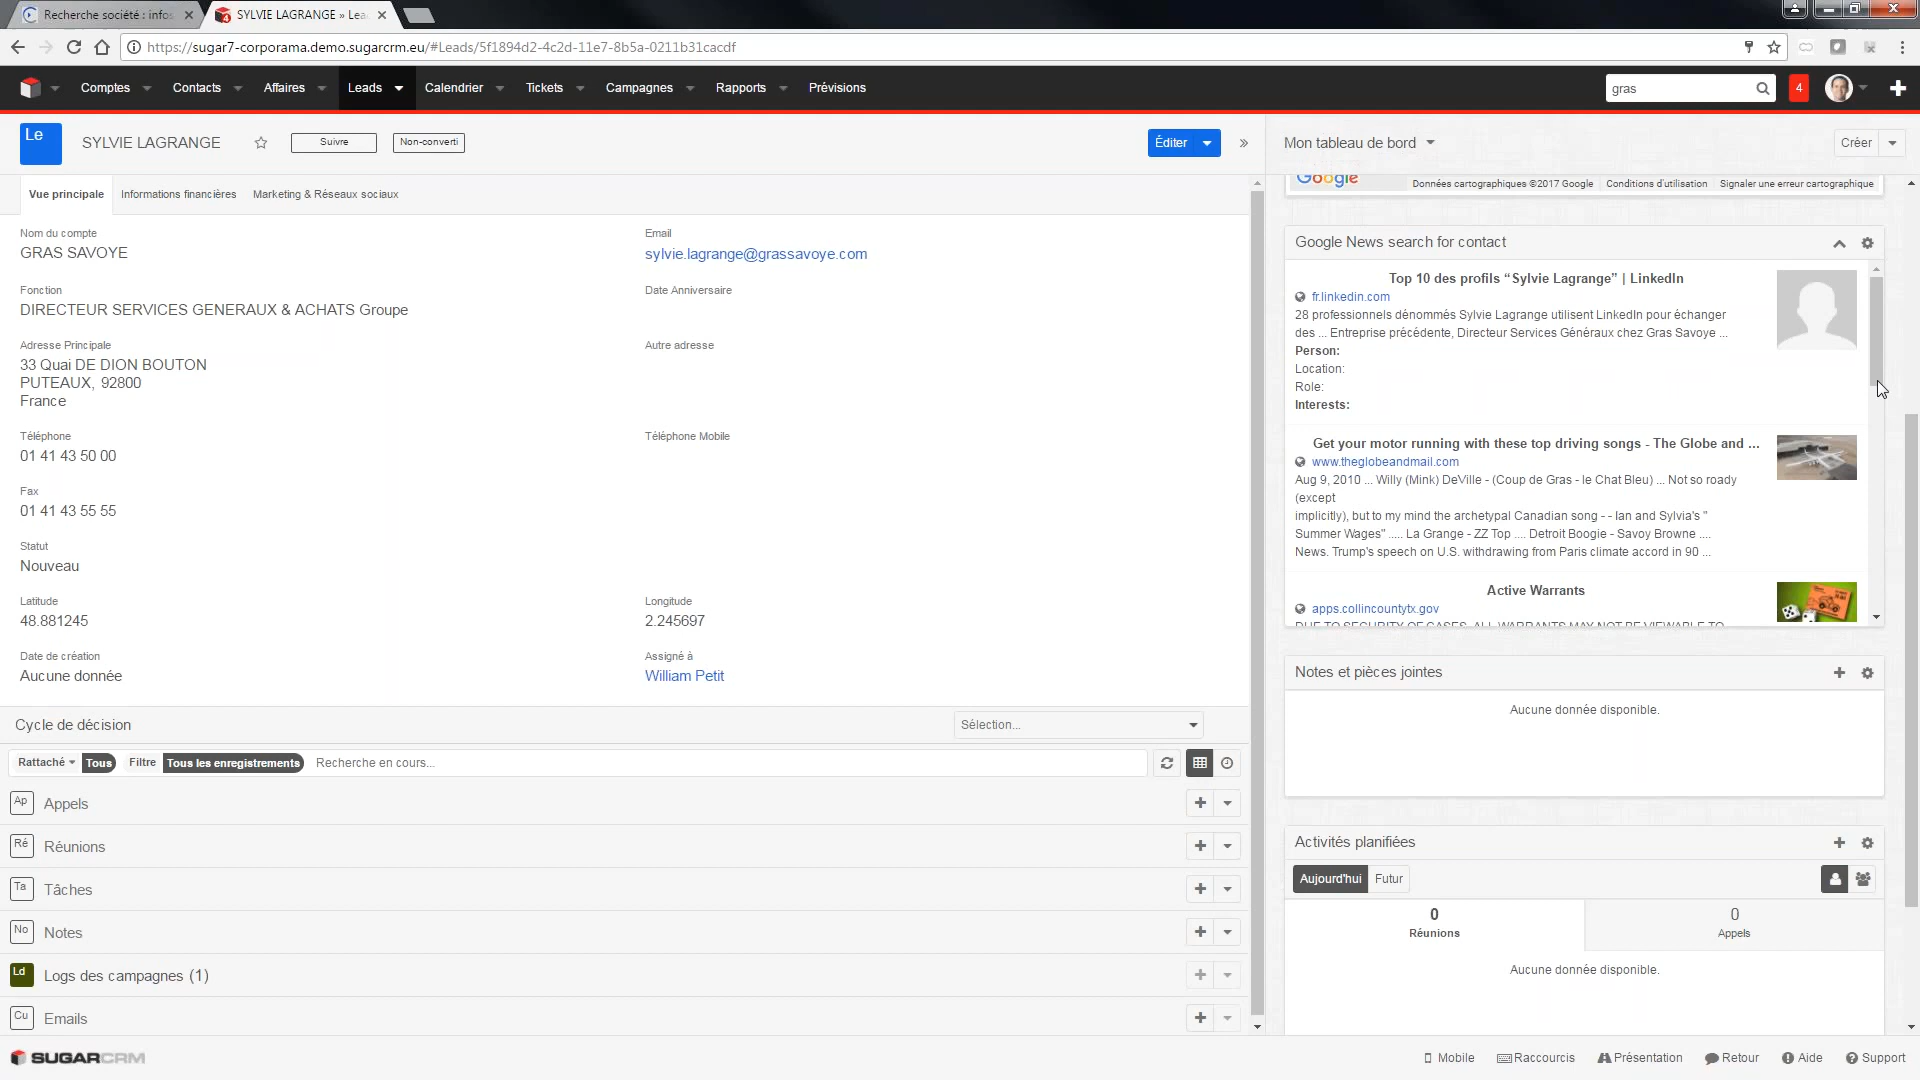 Recherche société : infos
SYLVIE LAGRANGE » Lea
https://sugar7-corporama.demo.sugarcrm.eu/#Leads/5f1894d2-4c2d-11e7-8b5a-0211b31cacdf
Comptes
Contacts
Affaires
Leads
Calendrier
Tickets
Campagnes
Rapports
Prévisions
gras
4
Le
SYLVIE LAGRANGE
Suivre
Non-converti
Éditer
Mon tableau de bord
Créer
Vue principale
Informations financières
Marketing & Réseaux sociaux
Nom du compte
GRAS SAVOYE
Email
sylvie.lagrange@grassavoye.com
Fonction
DIRECTEUR SERVICES GENERAUX & ACHATS Groupe
Date Anniversaire
Adresse Principale
33 Quai DE DION BOUTON
PUTEAUX, 92800
France
Autre adresse
Téléphone
01 41 43 50 00
Téléphone Mobile
Fax
01 41 43 55 55
Statut
Nouveau
Latitude
48.881245
Longitude
2.245697
Date de création
Aucune donnée
Assigné à
William Petit
Cycle de décision
Sélection...
Rattaché
Tous
Filtre
Tous les enregistrements
Recherche en cours...
Ap
Appels
Ré
Réunions
Ta
Tâches
No
Notes
Ld
Logs des campagnes (1)
Cu
Emails
Google
Données cartographiques ©2017 Google
Conditions d'utilisation
Signaler une erreur cartographique
Google News search for contact
Top 10 des profils “Sylvie Lagrange” | LinkedIn
fr.linkedin.com
28 professionnels dénommés Sylvie Lagrange utilisent LinkedIn pour échanger
des ... Entreprise précédente, Directeur Services Généraux chez Gras Savoye ...
Person:
Location:
Role:
Interests:
Get your motor running with these top driving songs - The Globe and ...
www.theglobeandmail.com
Aug 9, 2010 ... Willy (Mink) DeVille - (Coup de Gras - le Chat Bleu) ... Not so roady
(except
implicitly), but to my mind the archetypal Canadian song - - Ian and Sylvia's "
Summer Wages" ..... La Grange - ZZ Top .... Detroit Boogie - Savoy Browne ....
News. Trump's speech on U.S. withdrawing from Paris climate accord in 90 ...
Active Warrants
apps.collincountytx.gov
DUE TO SECURITY OF CASES, ALL WARRANTS MAY NOT BE VIEWABLE TO
Notes et pièces jointes
Aucune donnée disponible.
Activités planifiées
Aujourd'hui
Futur
0
Réunions
0
Appels
Aucune donnée disponible.
SUGARCRM
Mobile
Raccourcis
Présentation
Retour
Aide
Support